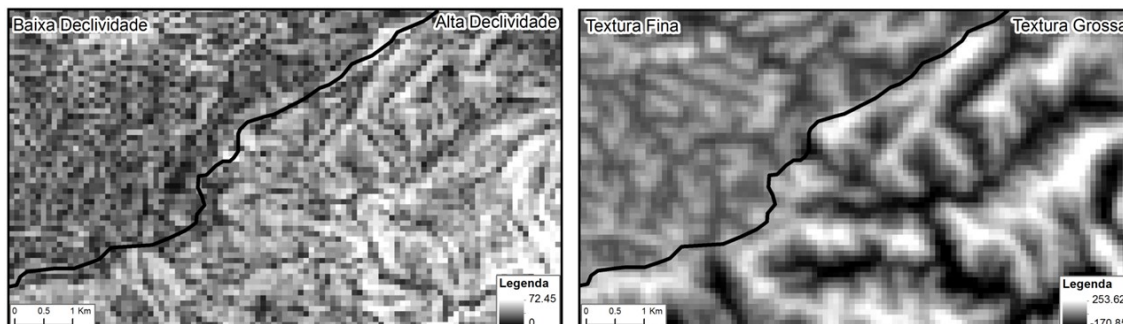 Baixa Declividade
Alta Declividade
Legenda
72.45
0
0 0.5 1 Km
Textura Fina
Textura Grossa
Legenda
253.62
0 0.5 1 Km